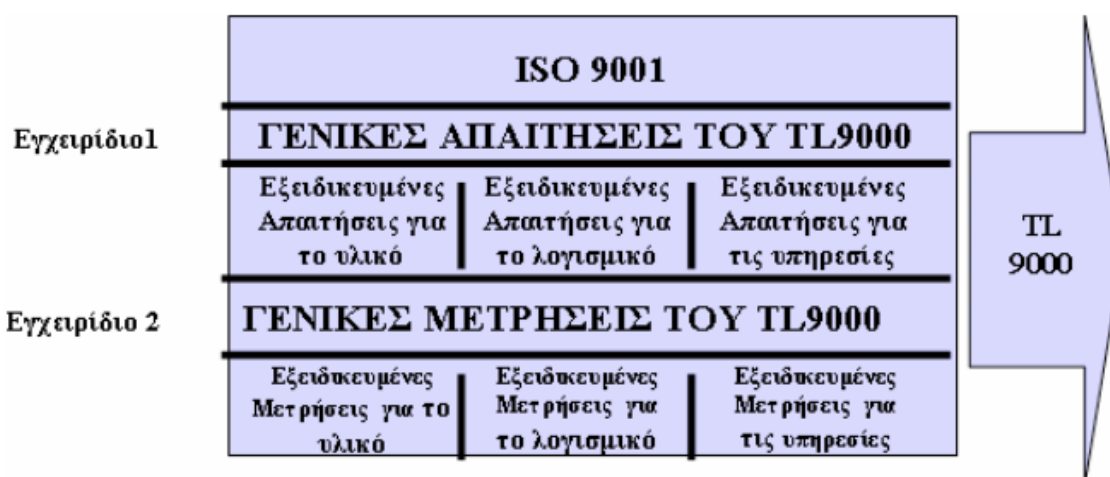 ISO 9001
Εγχειρίδιο1
ΓΕΝΙΚΕΣ ΑΠΑΙΤΗΣΕΙΣ ΤΟΥ TL9000
Εξειδικευμένες
Απαιτήσεις για
το υλικό
Εξειδικευμένες
Απαιτήσεις για
το λογισμικό
Εξειδικευμένες
Απαιτήσεις για
τις υπηρεσίες
TL
9000
Εγχειρίδιο 2
ΓΕΝΙΚΕΣ ΜΕΤΡΗΣΕΙΣ ΤΟΥ TL9000
Εξειδικευμένες
Μετρήσεις για το
υλικό
Εξειδικευμένες
Μετρήσεις για
το λογισμικό
Εξειδικευμένες
Μετρήσεις για
τις υπηρεσίες